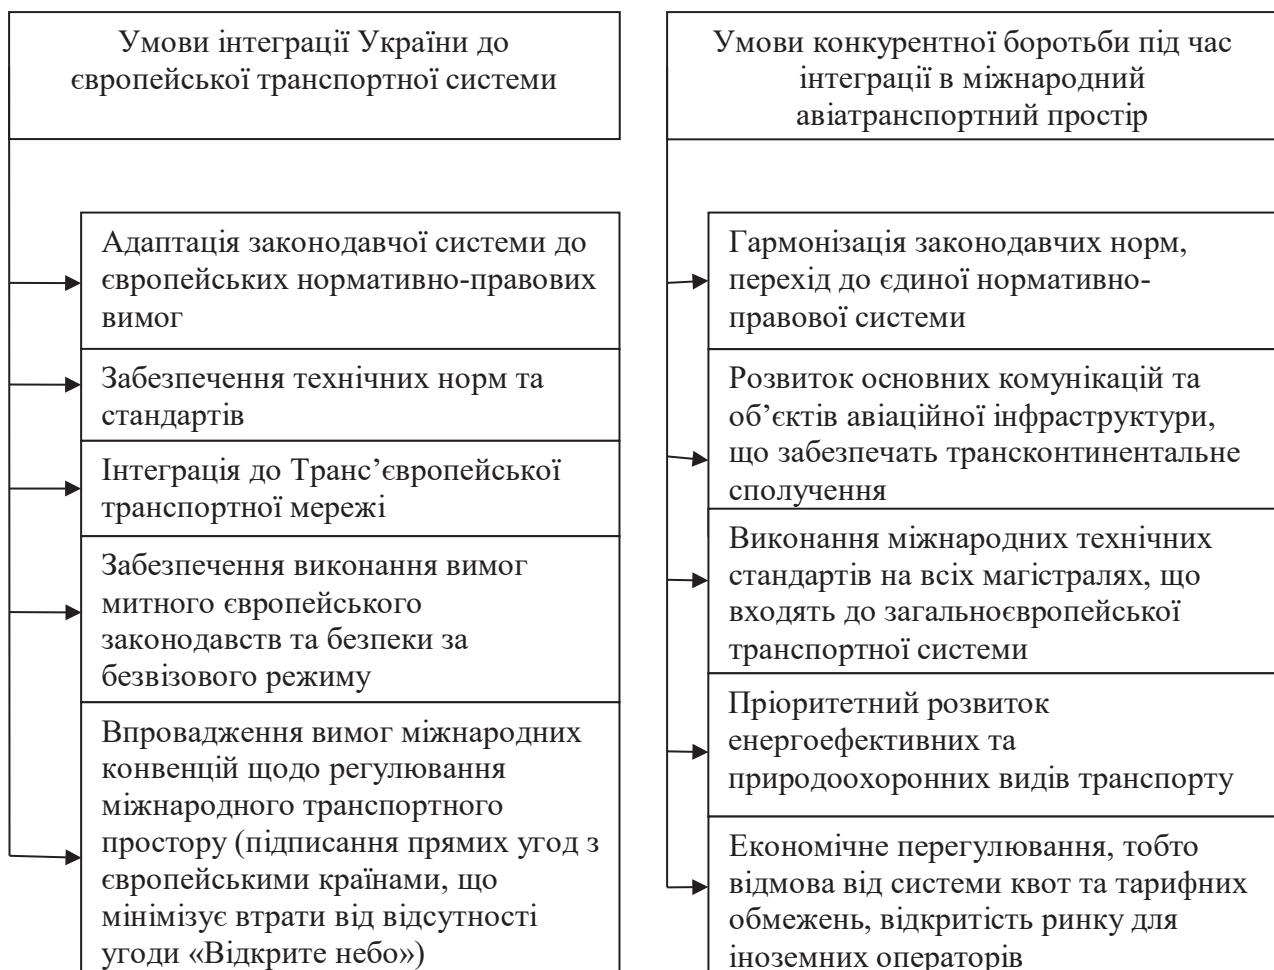 Умови інтеграції України до
європейської транспортної системи
Адаптація законодавчої системи до
європейських нормативно-правових
вимог
Забезпечення технічних норм та
стандартів
Інтеграція до Транс’європейської
транспортної мережі
Забезпечення виконання вимог
митного європейського
законодавств та безпеки за
безвізового режиму
Впровадження вимог міжнародних
конвенцій щодо регулювання
міжнародного транспортного
простору (підписання прямих угод з
європейськими країнами, що
мінімізує втрати від відсутності
угоди «Відкрите небо»)
Умови конкурентної боротьби під час
інтеграції в міжнародний
авіатранспортний простір
Гармонізація законодавчих норм,
перехід до єдиної нормативно-
правової системи
Розвиток основних комунікацій та
об’єктів авіаційної інфраструктури,
що забезпечать трансконтинентальне
сполучення
Виконання міжнародних технічних
стандартів на всіх магістралях, що
входять до загальноєвропейської
транспортної системи
Пріоритетний розвиток
енергоефективних та
природоохоронних видів транспорту
Економічне перегулювання, тобто
відмова від системи квот та тарифних
обмежень, відкритість ринку для
іноземних операторів